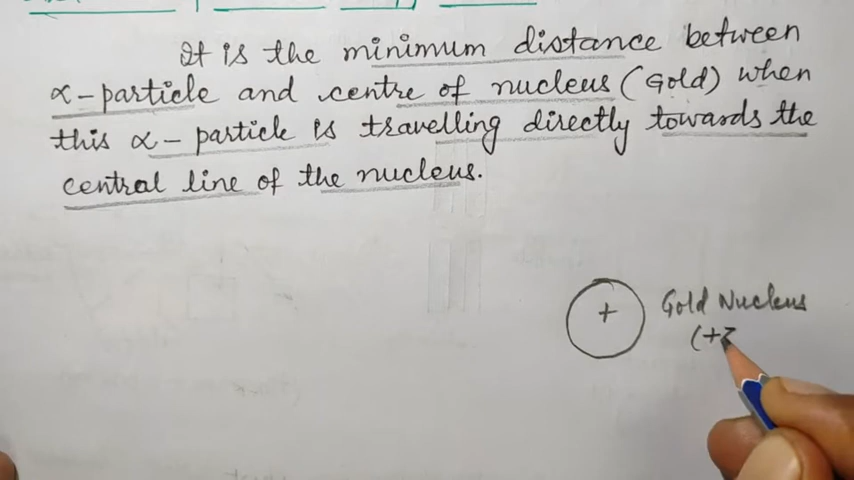 It is the minimum distance between
α-particle and centre of nucleus (Gold) when
this α-particle is travelling directly towards the
central line of the nucleus.
+ Gold Nucleus
(+Z